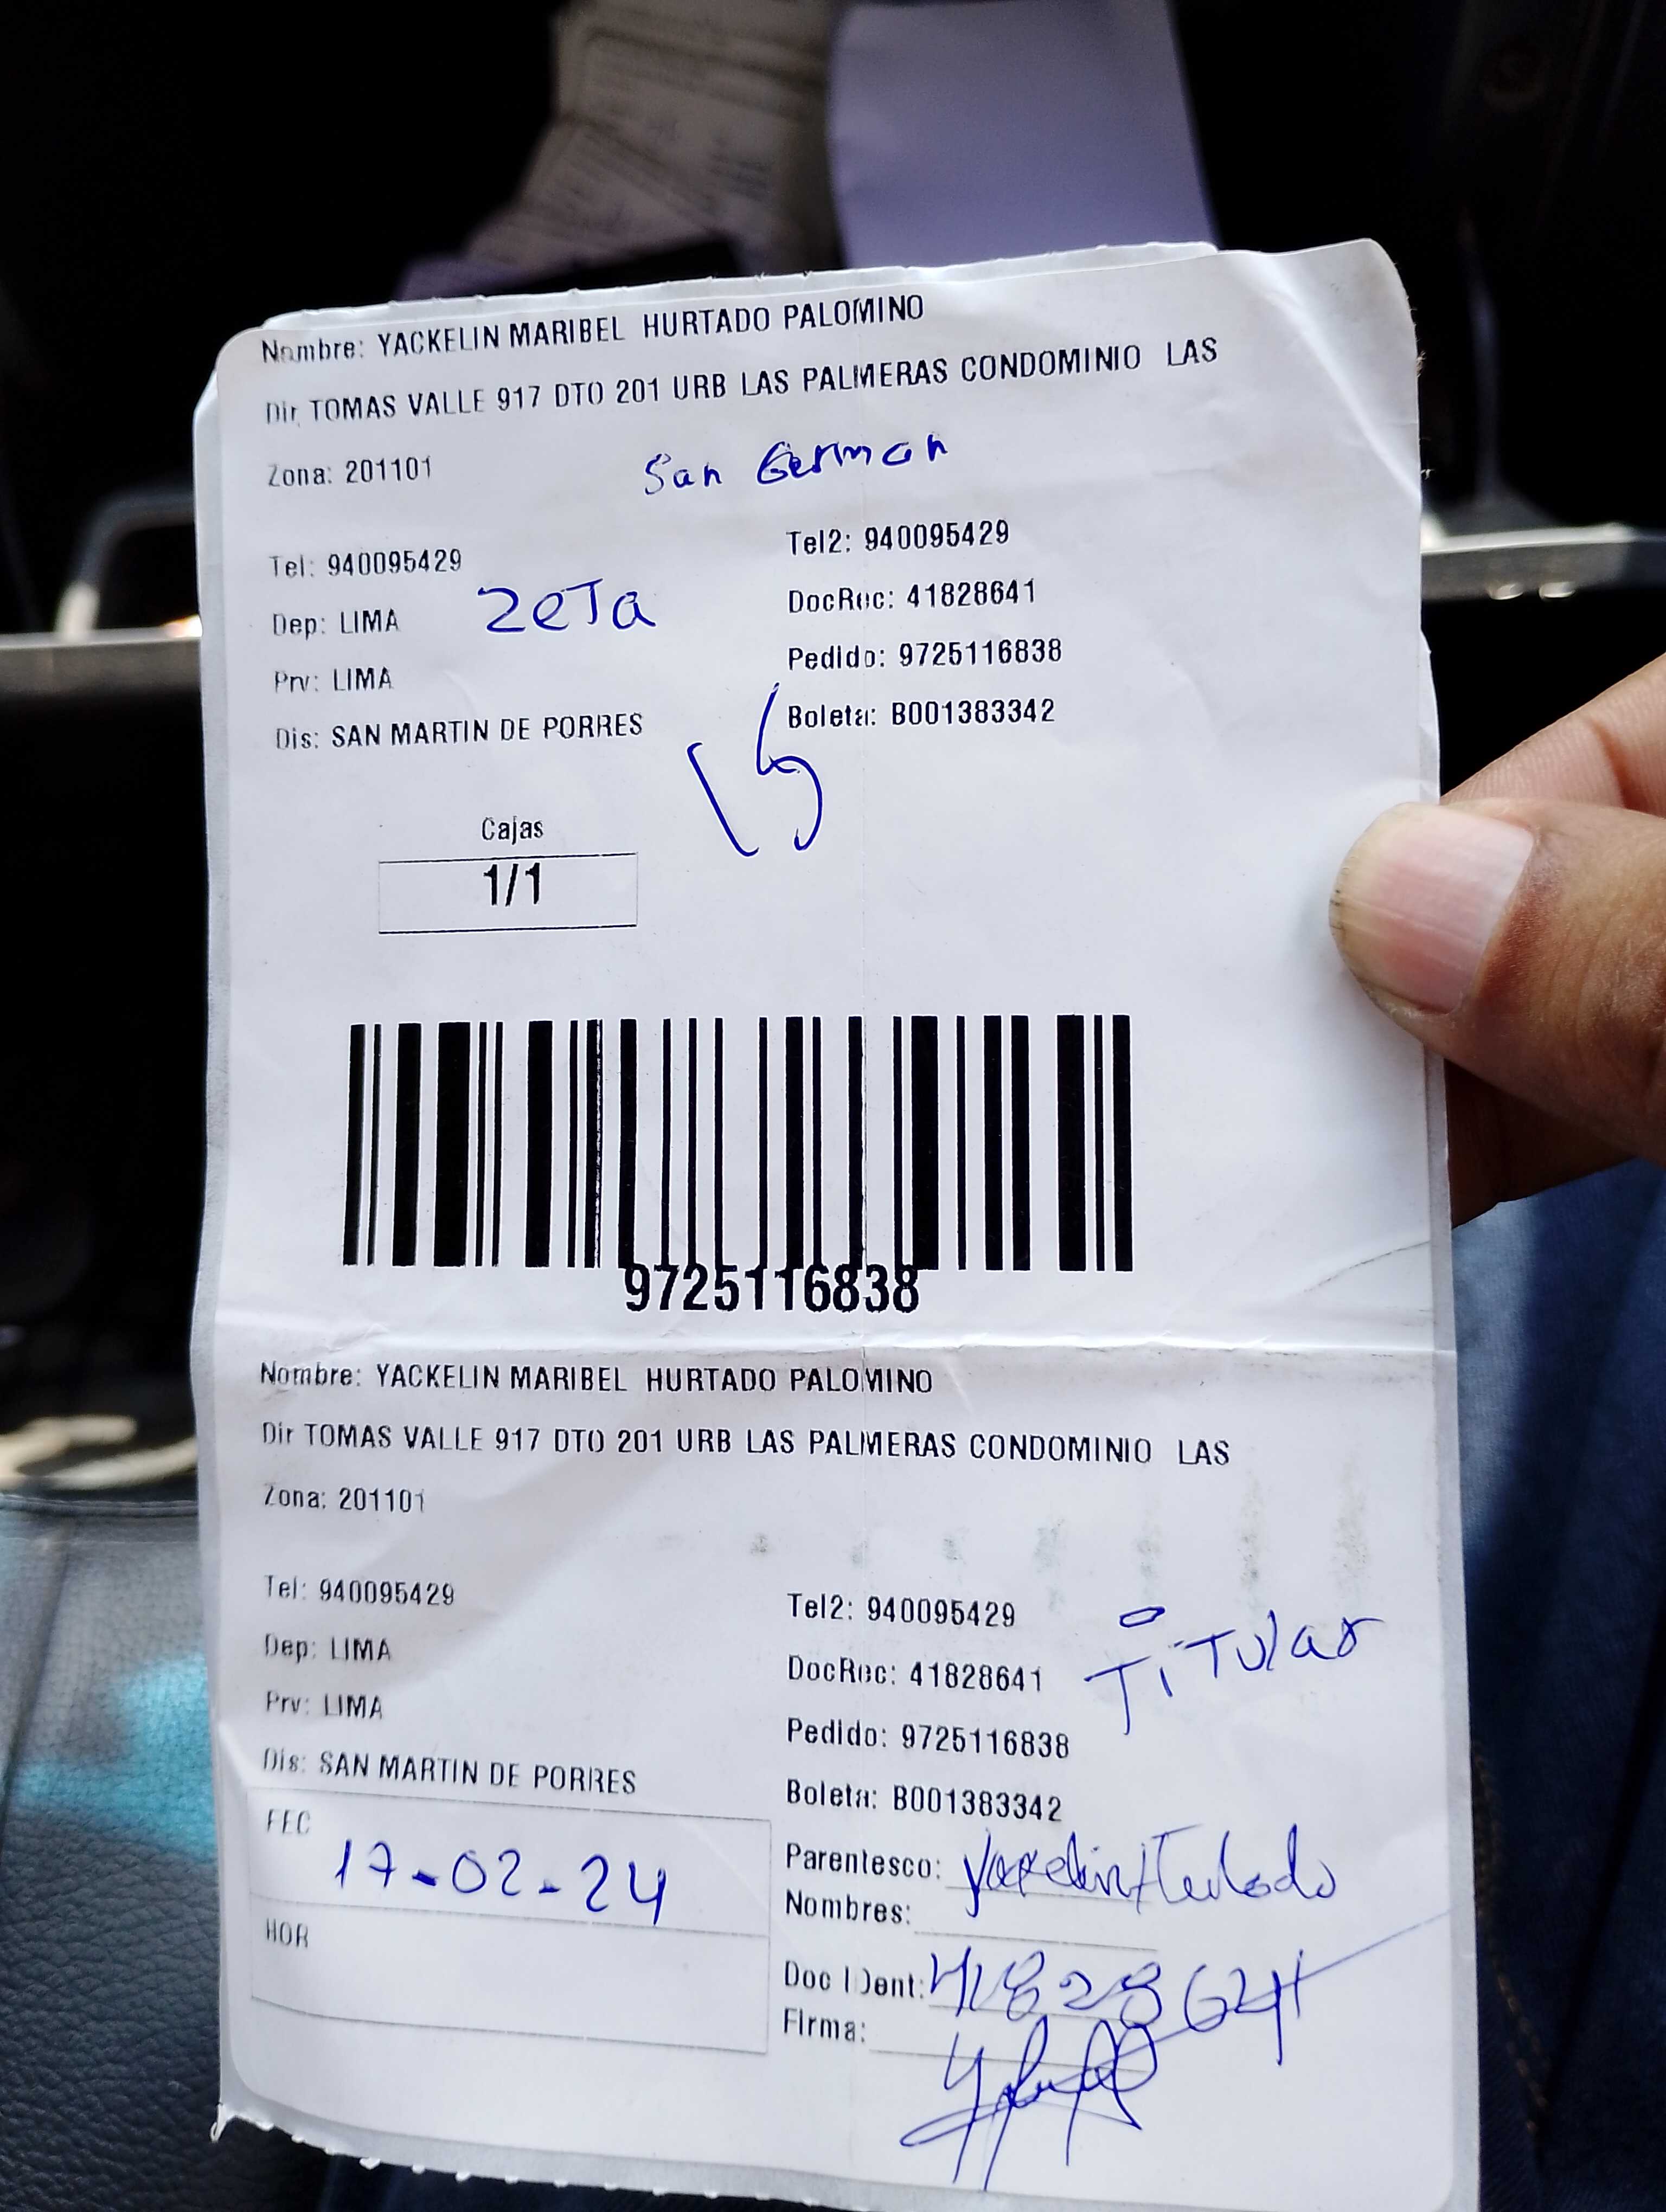 Nombre: YACKELIN MARIBEL HURTADO PALOMINO
Dir TOMAS VALLE 917 DTO 201 URB LAS PALMERAS CONDOMINIO LAS
Zona: 201101
San German
Tel: 940095429
Tel2: 940095429
Dep: LIMA
Zeta
DocRec: 41828641
Prv: LIMA
Pedido: 9725116838
Dis: SAN MARTIN DE PORRES
Boleta: B001383342
15
Cajas
1/1
9725116838
Nombre: YACKELIN MARIBEL HURTADO PALOMINO
Dir TOMAS VALLE 917 DTO 201 URB LAS PALMERAS CONDOMINIO LAS
Zona: 201101
Tel: 940095429
Tel2: 940095429
Dep: LIMA
DocRec: 41828641
Titular
Prv: LIMA
Pedido: 9725116838
Dis: SAN MARTIN DE PORRES
Boleta: B001383342
FEC
17-02-24
Parentesco:
Nombres:
HOR
Doc IDent: 41828641
Firma: